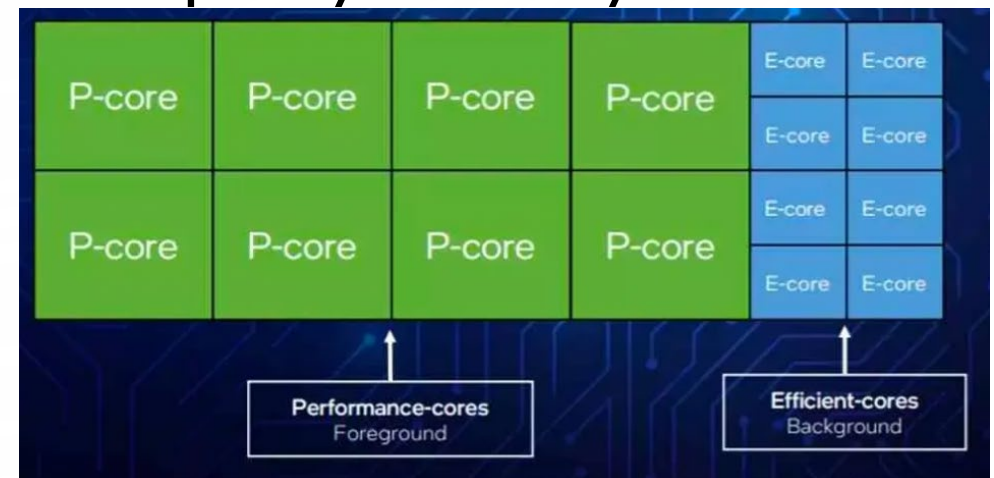 P-core P-core P-core P-core E-core E-core
E-core E-core
P-core P-core P-core P-core E-core E-core
E-core E-core
Performance-cores
Foreground
Efficient-cores
Background